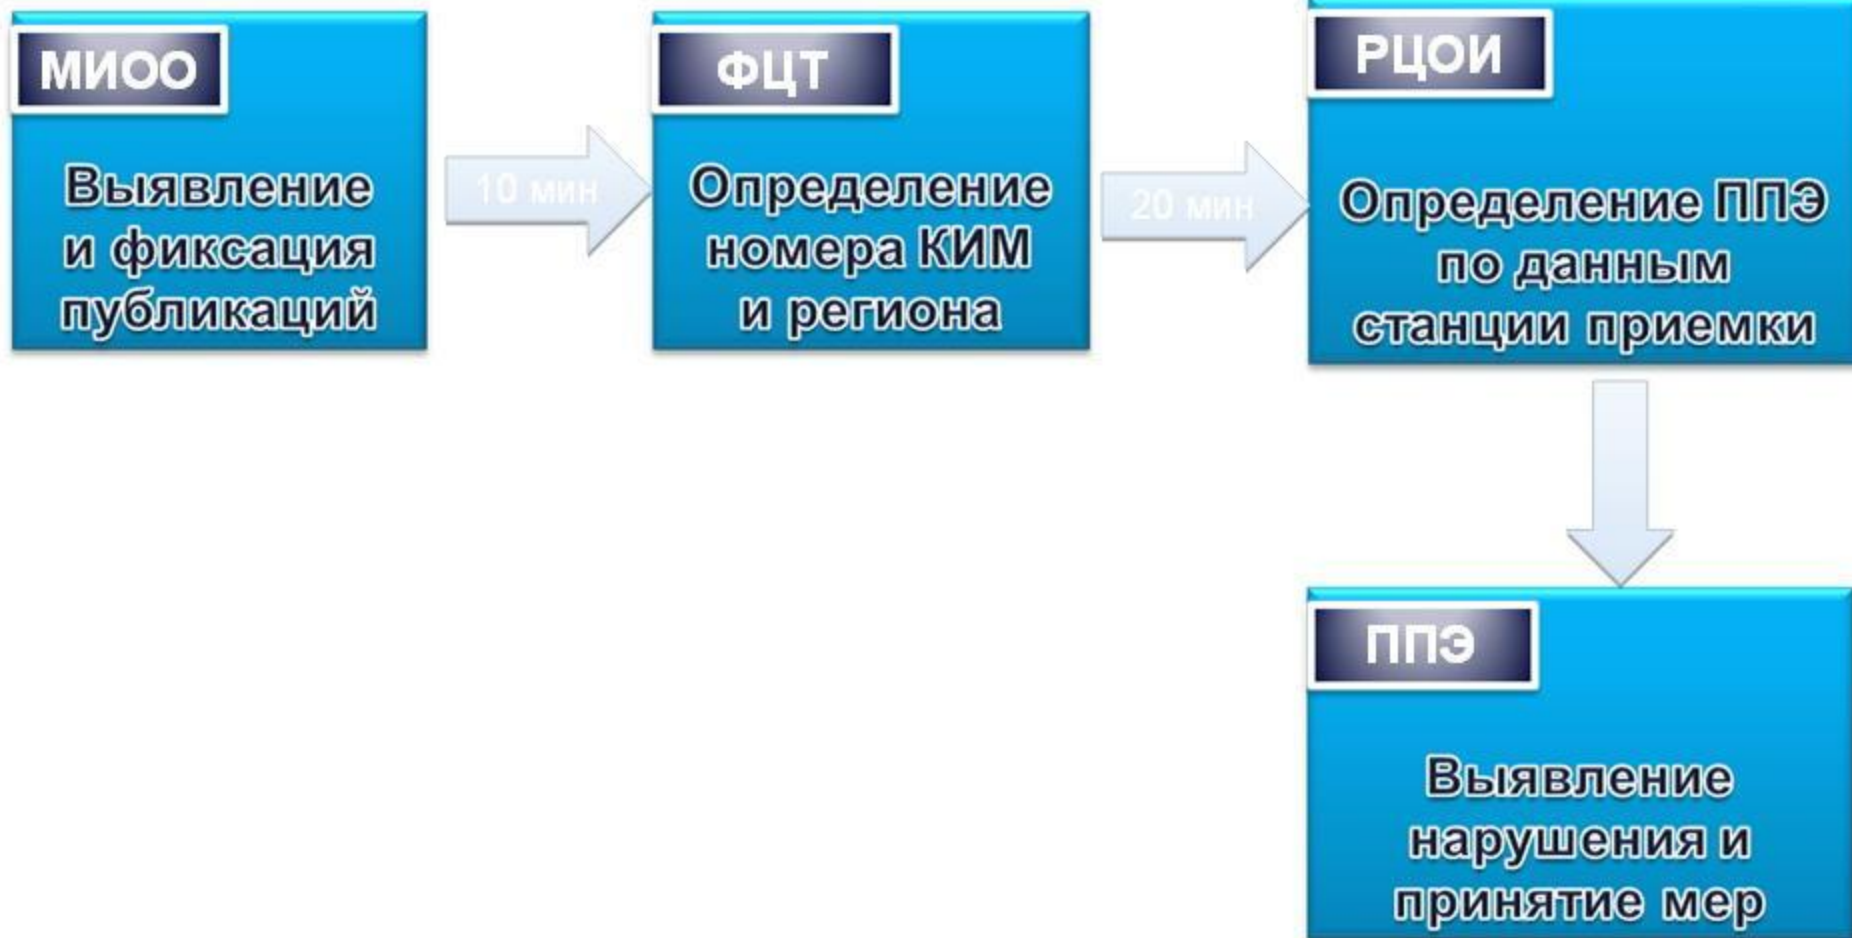 МИОО
Выявление
и фиксация
публикаций
10 мин
ФЦТ
Определение
номера КИМ
и региона
20 мин
РЦОИ
Определение ППЭ
по данным
станции приемки
ППЭ
Выявление
нарушения и
принятие мер